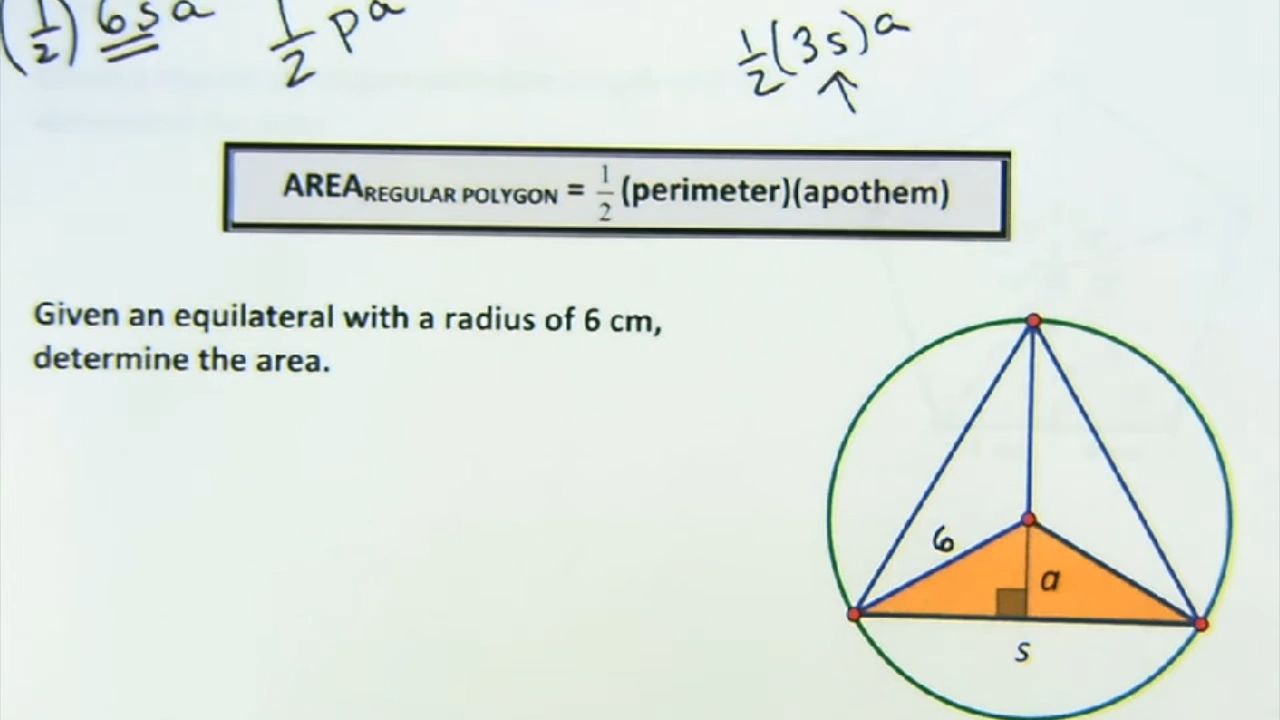 (1/2) 6sa 1/2 pa
1/2(3s)a
↑
AREA REGULAR POLYGON = 1/2 (perimeter)(apothem)
Given an equilateral with a radius of 6 cm,
determine the area.
6
a
s